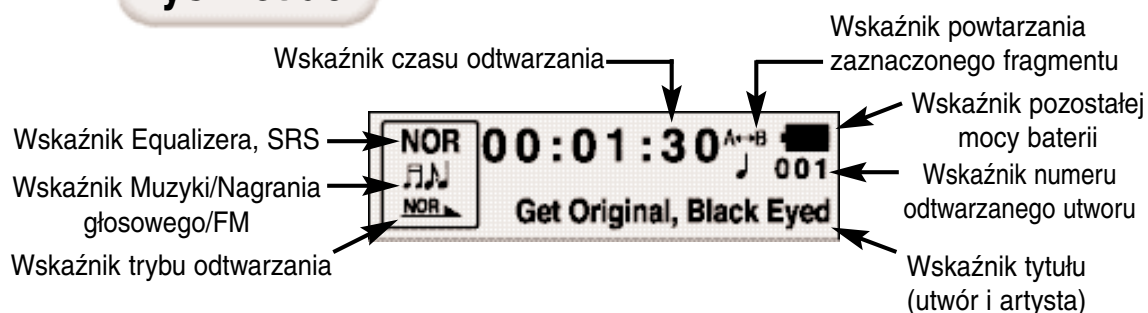 Wskaźnik czasu odtwarzania
Wskaźnik powtarzania
zaznaczonego fragmentu
Wskaźnik pozostałej
mocy baterii
Wskaźnik Equalizera, SRS
Wskaźnik Muzyki/Nagrania
głosowego/FM
Wskaźnik trybu odtwarzania
NOR
00:01:30
A↔B
001
NOR
Get Original, Black Eyed
Wskaźnik numeru
odtwarzanego utworu
Wskaźnik tytułu
(utwór i artysta)